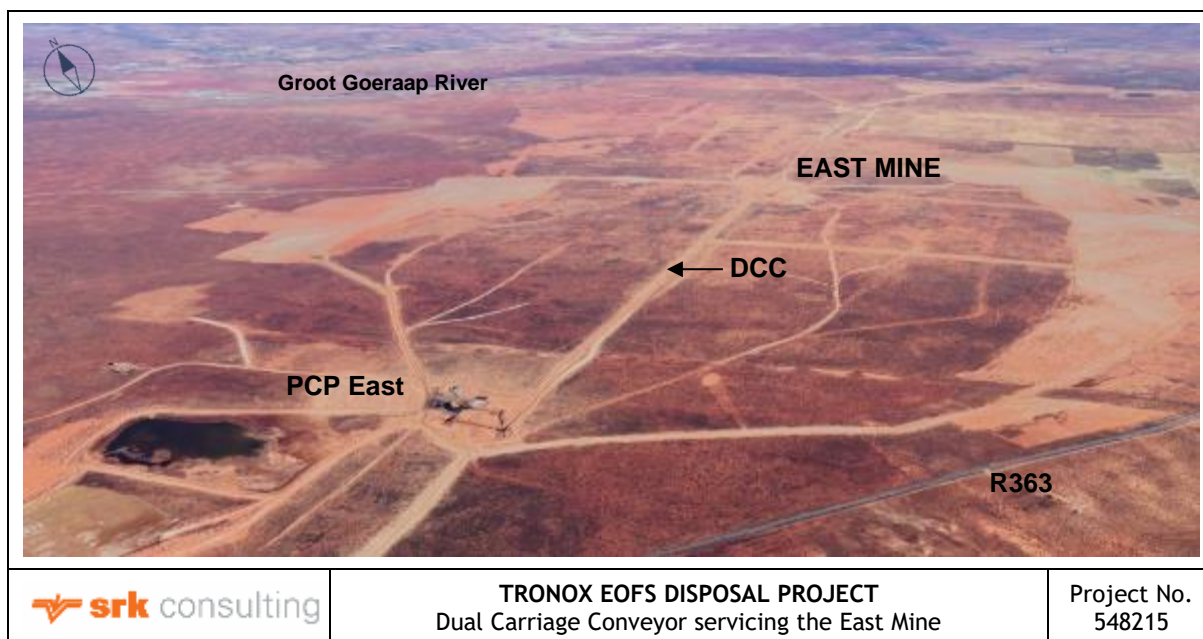 N
Groot Goeraap River
EAST MINE
DCC
PCP East
R363
srk consulting
TRONOX EOFS DISPOSAL PROJECT
Dual Carriage Conveyor servicing the East Mine
Project No.
548215